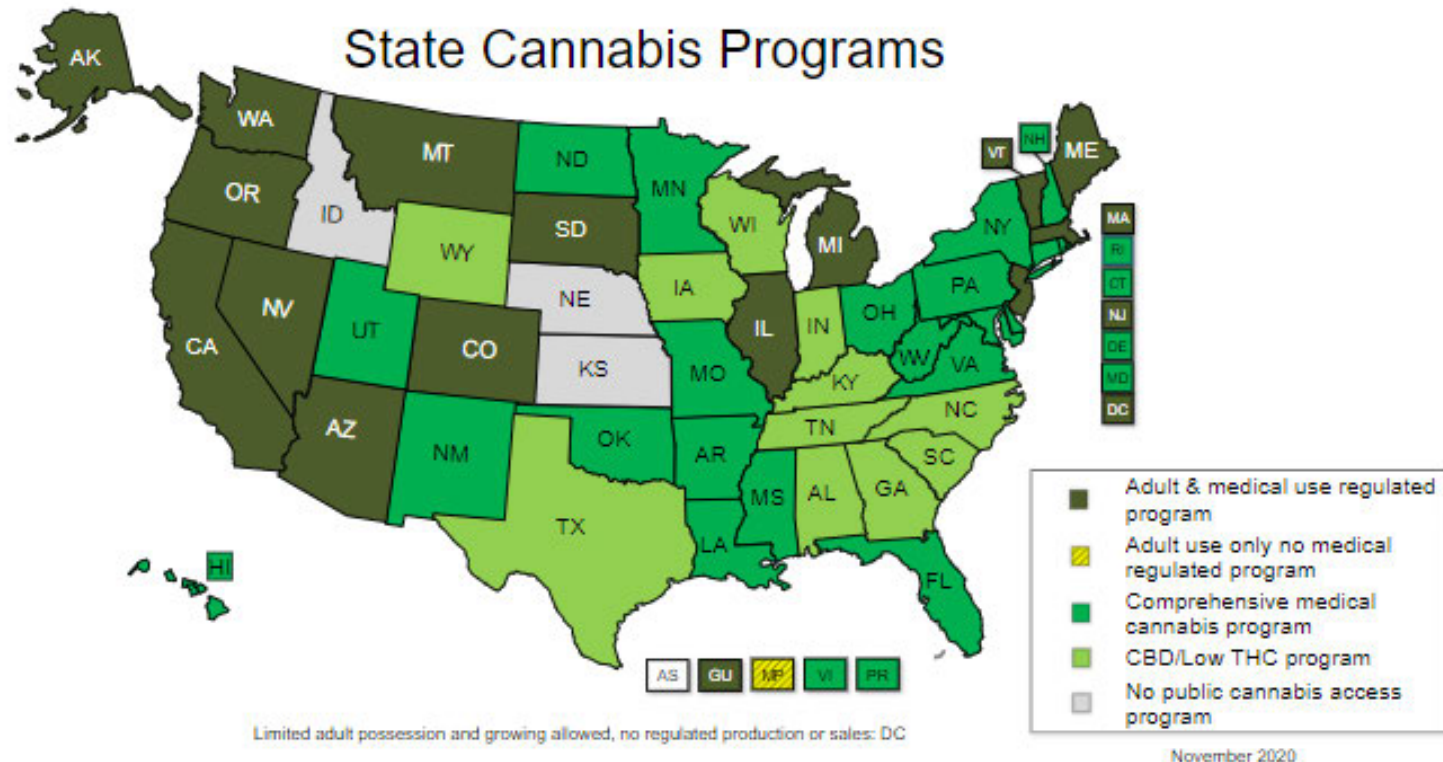 State Cannabis Programs
AK
WA
OR
CA
NV
ID
MT
WY
UT
AZ
CO
NM
ND
SD
NE
KS
OK
TX
MN
IA
MO
AR
LA
WI
IL
MI
IN
OH
KY
TN
MS
AL
GA
SC
NC
VA
WV
PA
NY
FL
VT
NH
ME
MA
RI
CT
NJ
DE
MD
DC
HI
AS
GU
MP
VI
PR
Adult & medical use regulated
program
Adult use only no medical
regulated program
Comprehensive medical
cannabis program
CBD/Low THC program
No public cannabis access
program
Limited adult possession and growing allowed, no regulated production or sales: DC
November 2020